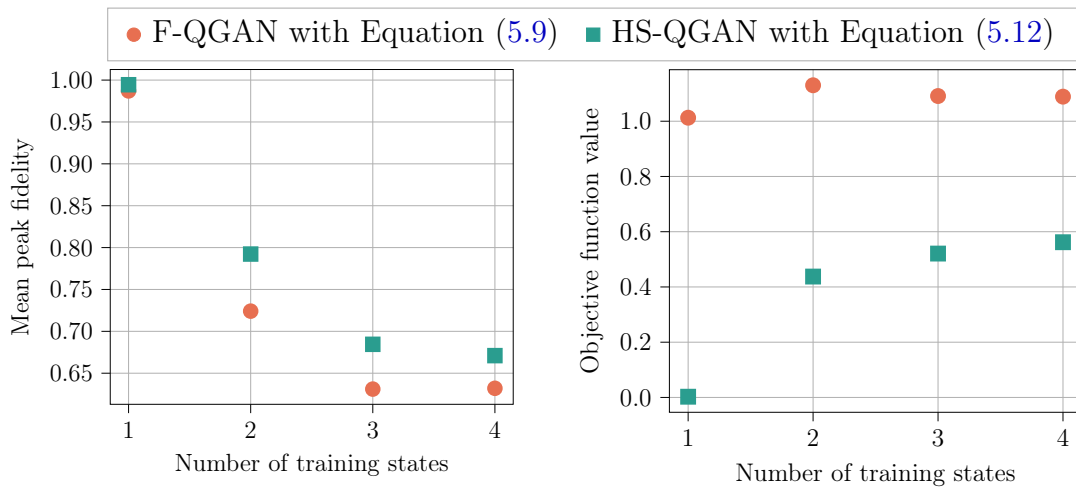 F-QGAN with Equation (5.9) HS-QGAN with Equation (5.12)
Mean peak fidelity
1.00
0.95
0.90
0.85
0.80
0.75
0.70
0.65
1 2 3 4
Number of training states
Objective function value
1.0
0.8
0.6
0.4
0.2
0.0
1 2 3 4
Number of training states